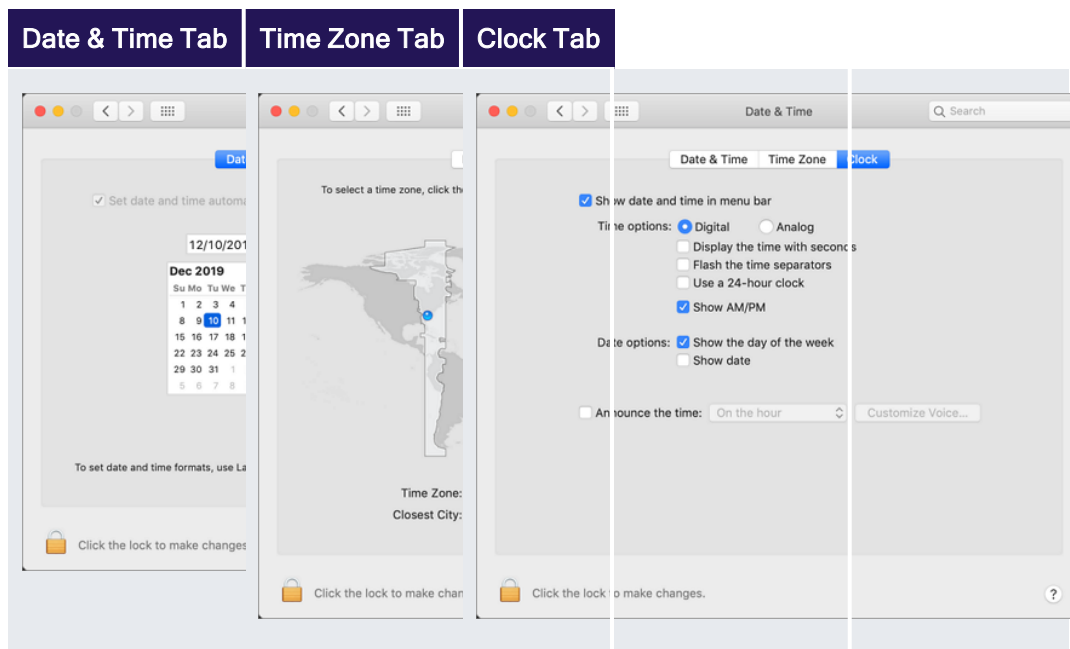 Date & Time Tab
Time Zone Tab
Clock Tab
Set date and time automa
12/10/201
Dec 2019
Su Mo Tu We T
1 2 3 4
8 9 10 11 1
15 16 17 18 1
22 23 24 25 2
29 30 31 1
5 6 7 8
To set date and time formats, use La
Click the lock to make changes
To select a time zone, click the
Time Zone:
Closest City:
Click the lock to make chan
Date & Time
Search
Date & Time Time Zone Clock
Show date and time in menu bar
Time options: Digital Analog
Display the time with seconds
Flash the time separators
Use a 24-hour clock
Show AM/PM
Date options: Show the day of the week
Show date
Announce the time: On the hour Customize Voice...
Click the lock to make changes.
?